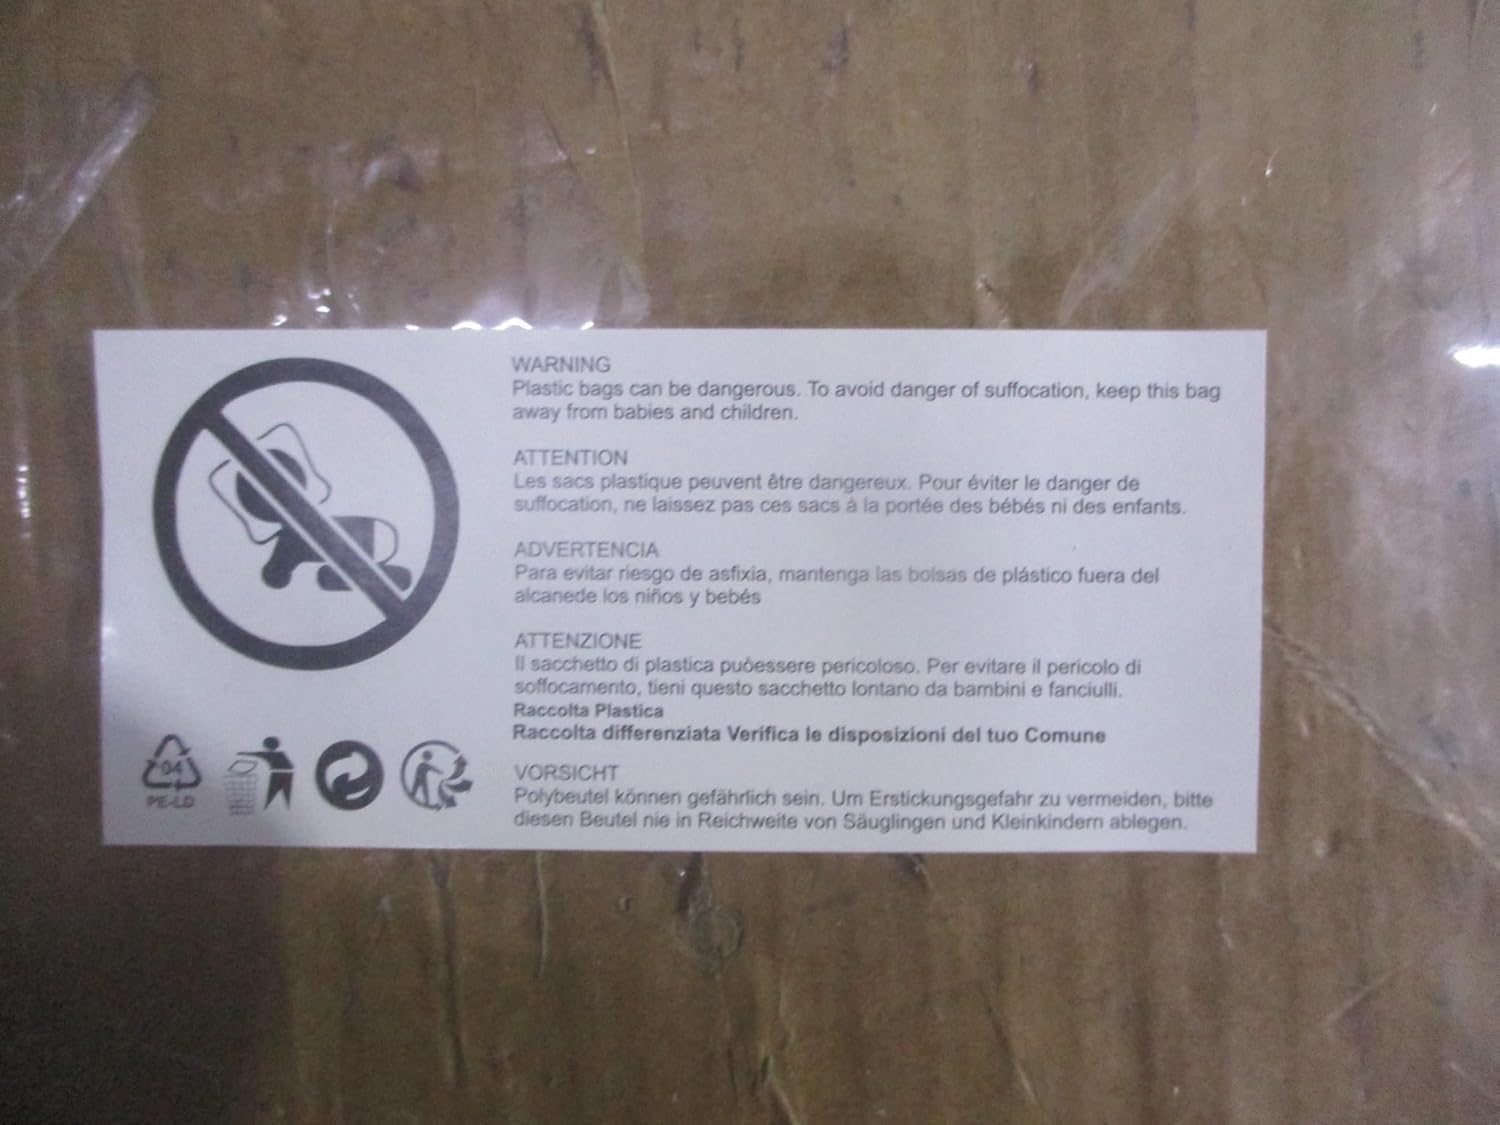 WARNING
Plastic bags can be dangerous. To avoid danger of suffocation, keep this bag
away from babies and children.
ATTENTION
Les sacs plastique peuvent être dangereux. Pour éviter le danger de
suffocation, ne laissez pas ces sacs à la portée des bébés ni des enfants.
ADVERTENCIA
Para evitar riesgo de asfixia, mantenga las bolsas de plástico fuera del
alcanede los niños y bebés
ATTENZIONE
Il sacchetto di plastica puòessere pericoloso. Per evitare il pericolo di
soffocamento, tieni questo sacchetto lontano da bambini e fanciulli.
Raccolta Plastica
Raccolta differenziata Verifica le disposizioni del tuo Comune
VORSICHT
Polybeutel können gefährlich sein. Um Erstickungsgefahr zu vermeiden, bitte
diesen Beutel nie in Reichweite von Säuglingen und Kleinkindern ablegen.
04
PE-LD